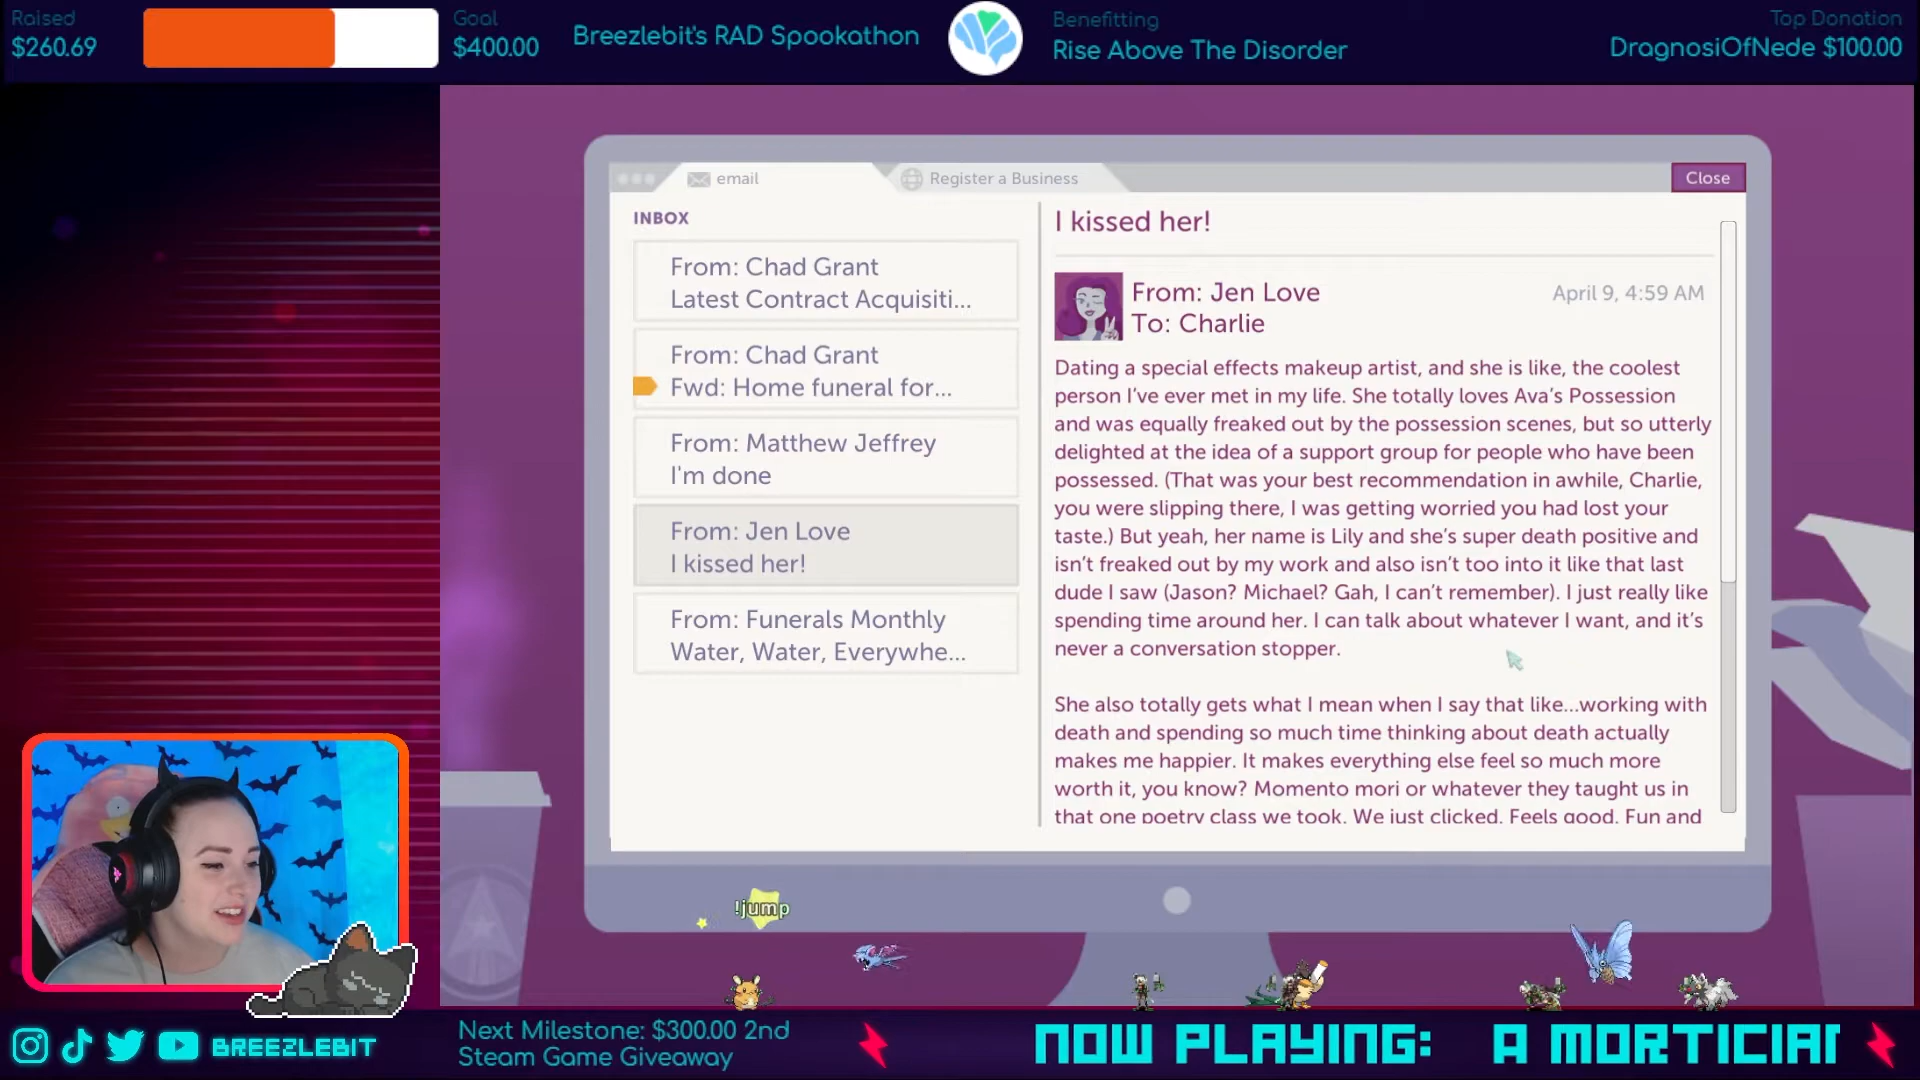 Raised
$260.69
Goal
$400.00
Breezlebit's RAD Spookathon
Benefitting
Rise Above The Disorder
Top Donation
DragnosiOfNede $100.00
email
Register a Business
Close
INBOX
From: Chad Grant
Latest Contract Acquisiti...
From: Chad Grant
Fwd: Home funeral for...
From: Matthew Jeffrey
I'm done
From: Jen Love
I kissed her!
From: Funerals Monthly
Water, Water, Everywhe...
I kissed her!
From: Jen Love
April 9, 4:59 AM
To: Charlie
Dating a special effects makeup artist, and she is like, the coolest
person I've ever met in my life. She totally loves Ava's Possession
and was equally freaked out by the possession scenes, but so utterly
delighted at the idea of a support group for people who have been
possessed. (That was your best recommendation in awhile, Charlie,
you were slipping there, I was getting worried you had lost your
taste.) But yeah, her name is Lily and she's super death positive and
isn't freaked out by my work and also isn't too into it like that last
dude I saw (Jason? Michael? Gah, I can't remember). I just really like
spending time around her. I can talk about whatever I want, and it's
never a conversation stopper.
She also totally gets what I mean when I say that like...working with
death and spending so much time thinking about death actually
makes me happier. It makes everything else feel so much more
worth it, you know? Momento mori or whatever they taught us in
that one poetry class we took. We just clicked. Feels good. Fun and
!jump
BREEZLEBIT
Next Milestone: $300.00 2nd
Steam Game Giveaway
NOW PLAYING: A MORTICIAN